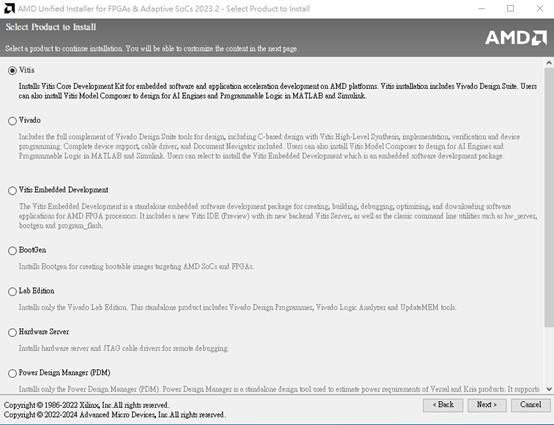 AMD Unified Installer for FPGAs & Adaptive SoCs 2023.2 - Select Product to Install
Select Product to Install
Select a product to continue installation. You will be able to customize the content in the next page.
AMD
Vitis
Installs Vitis Core Development Kit for embedded software and application acceleration development on AMD platforms. Vitis installation includes Vivado Design Suite. Users
can also install Vitis Model Composer to design for AI Engines and Programmable Logic in MATLAB and Simulink.
Vivado
Includes the full complement of Vivado Design Suite tools for design, including C-based design with Vitis High-Level Synthesis, implementation, verification and device
programming. Complete device support, cable driver, and Document Navigator included. Users can also install Vitis Model Composer to design for AI Engines and
Programmable Logic in MATLAB and Simulink. Users can select to install the Vitis Embedded Development which is an embedded software development package.
Vitis Embedded Development
The Vitis Embedded Development is a standalone embedded software development package for creating, building, debugging, optimizing, and downloading software
applications for AMD FPGA processors. It includes a new Vitis IDE (Preview) with its new backend Vitis Server, as well as the classic command line utilities such as hw_server,
bootgen and program_flash.
BootGen
Installs Bootgen for creating bootable images targeting AMD SoCs and FPGAs.
Lab Edition
Installs only the Vivado Lab Edition. This standalone product includes Vivado Design Programmer, Vivado Logic Analyzer and UpdateMEM tools.
Hardware Server
Installs hardware server and JTAG cable drivers for remote debugging.
Power Design Manager (PDM)
Installs only the Power Design Manager (PDM). Power Design Manager is a standalone design tool used to estimate power requirements of Versal and Kria products. It supports
Copyright © 1986-2022 Xilinx, Inc. All rights reserved.
Copyright © 2022-2024 Advanced Micro Devices, Inc. All rights reserved.
< Back
Next >
Cancel